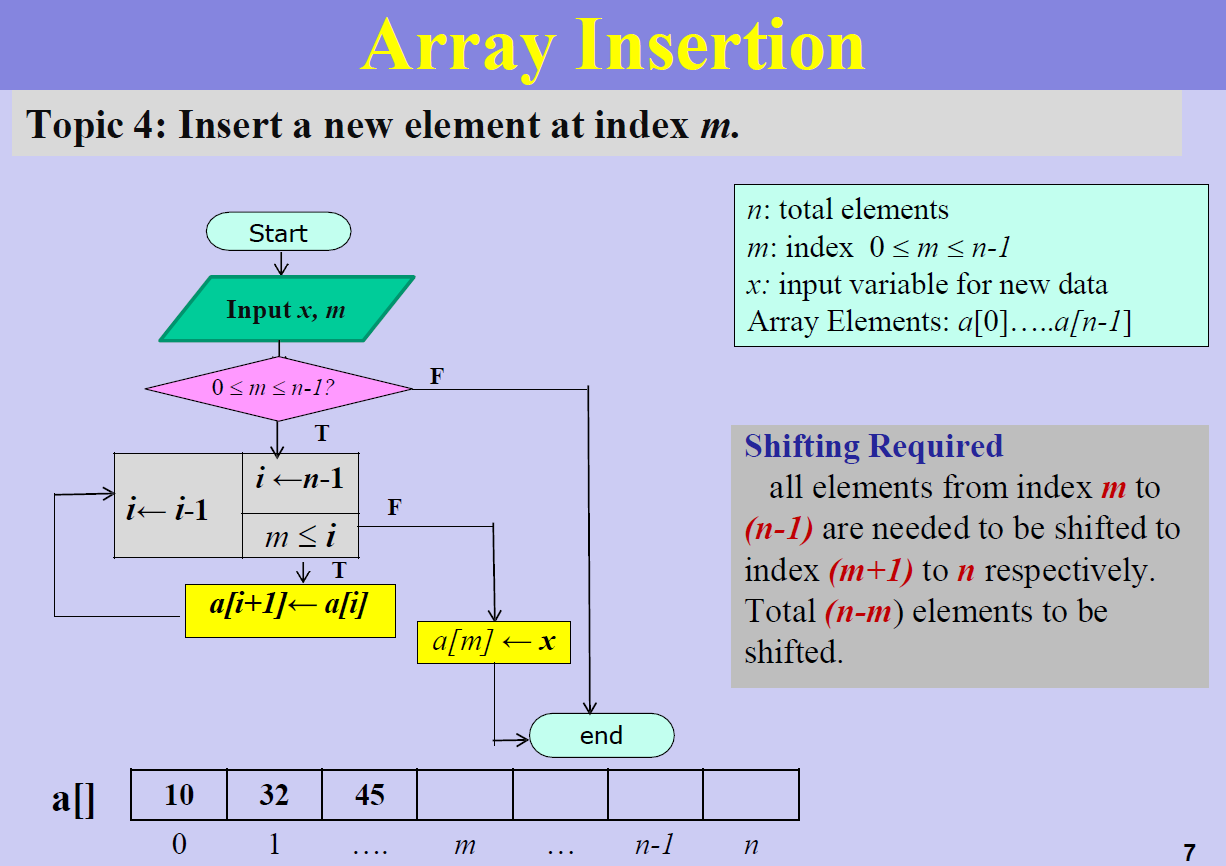 Array Insertion
Topic 4: Insert a new element at index m.
Start
Input x, m
0 ≤ m ≤ n-1?
F
T
i← i-1
i ←n-1
m ≤ i
F
T
a[i+1]← a[i]
a[m] ← x
end
n: total elements
m: index 0 ≤ m ≤ n-1
x: input variable for new data
Array Elements: a[0]…..a[n-1]
Shifting Required
all elements from index m to
(n-1) are needed to be shifted to
index (m+1) to n respectively.
Total (n-m) elements to be
shifted.
a[] 10 32 45
0 1 …. m … n-1 n
7